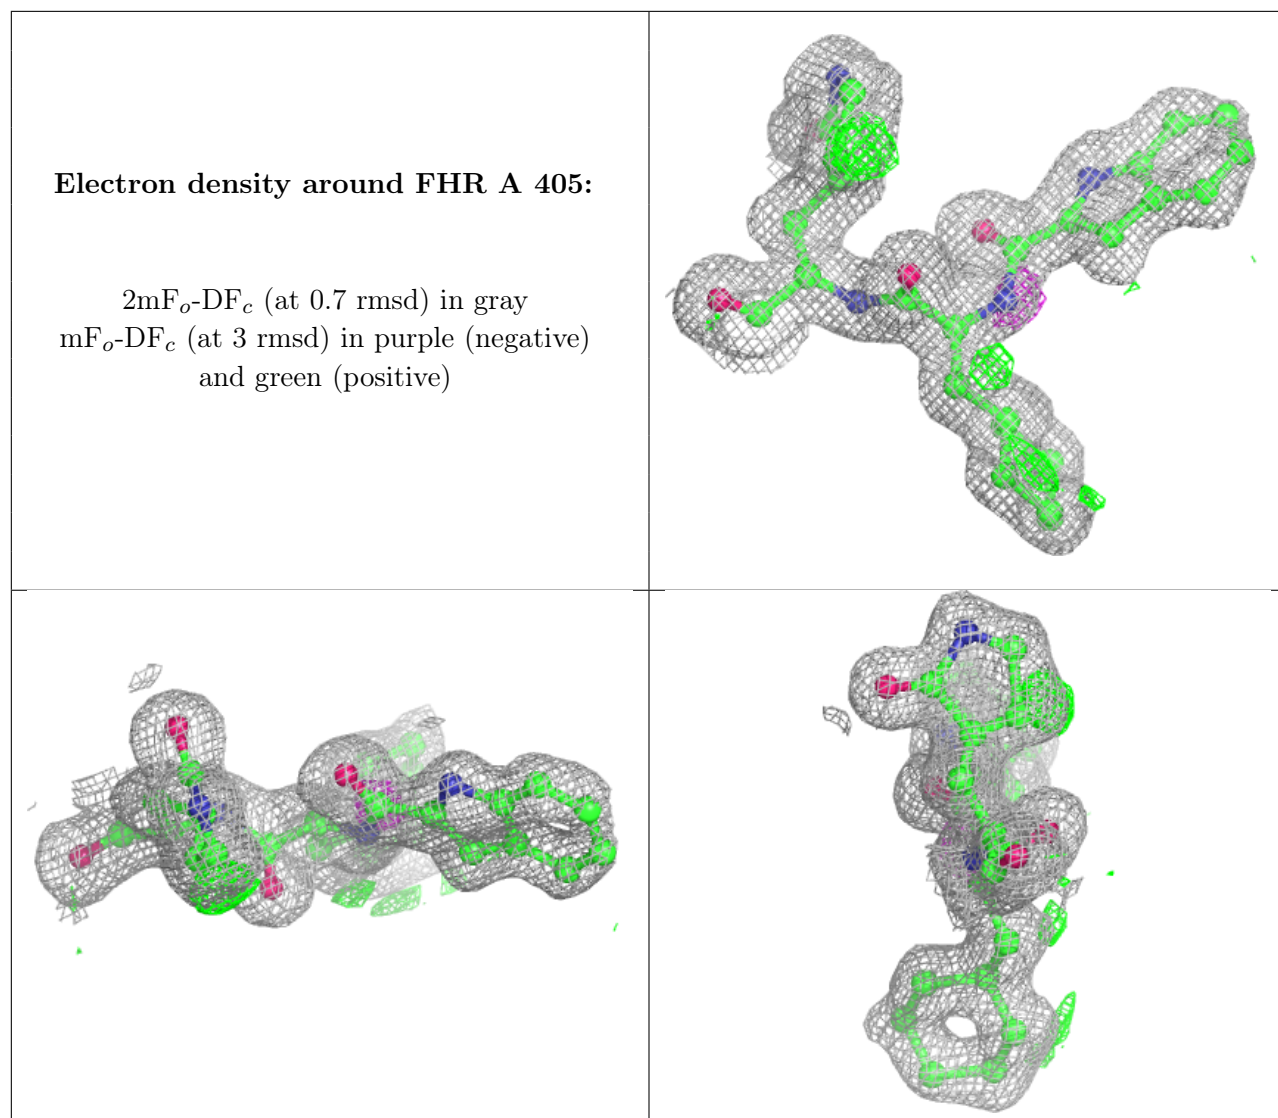 Electron density around FHR A 405:
2mFo-DFc (at 0.7 rmsd) in gray
mFo-DFc (at 3 rmsd) in purple (negative)
and green (positive)